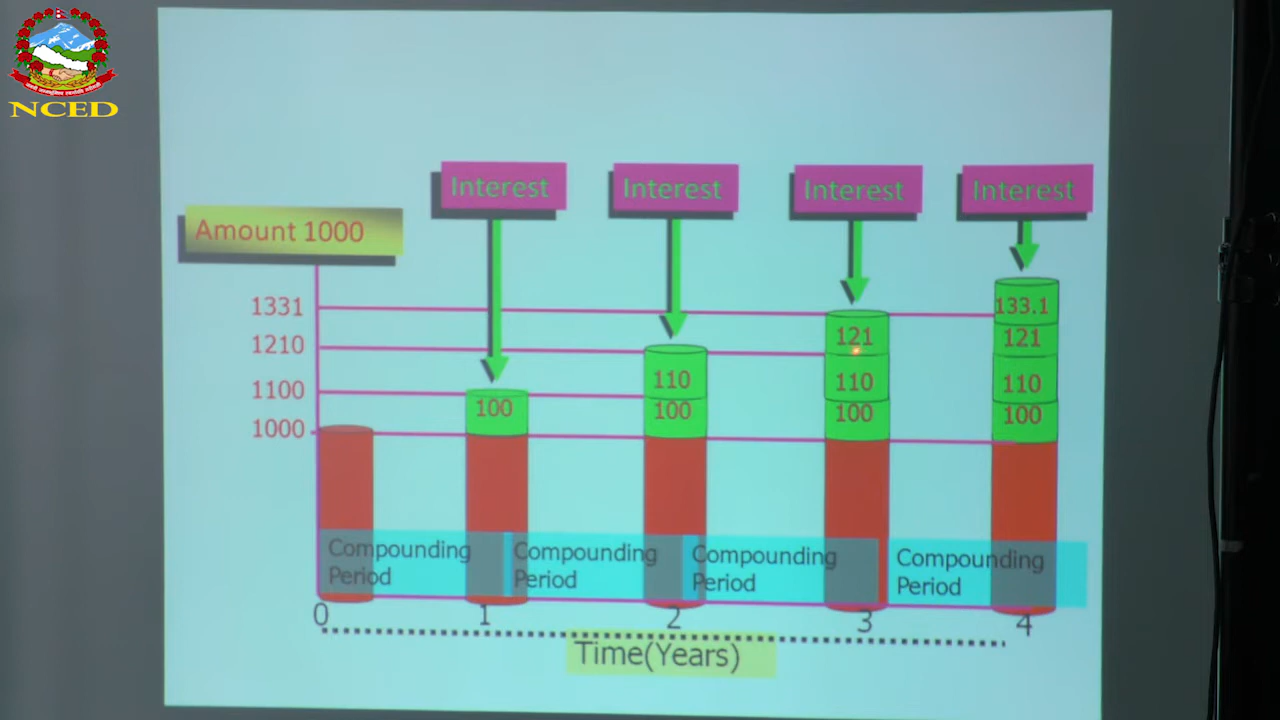 NCED
Interest
Interest
Interest
Interest
Amount 1000
1331
1210
1100
1000
100
110
100
121
110
100
133.1
121
110
100
Compounding
Period
Compounding
Period
Compounding
Period
Compounding
Period
0
1
2
3
4
Time(Years)